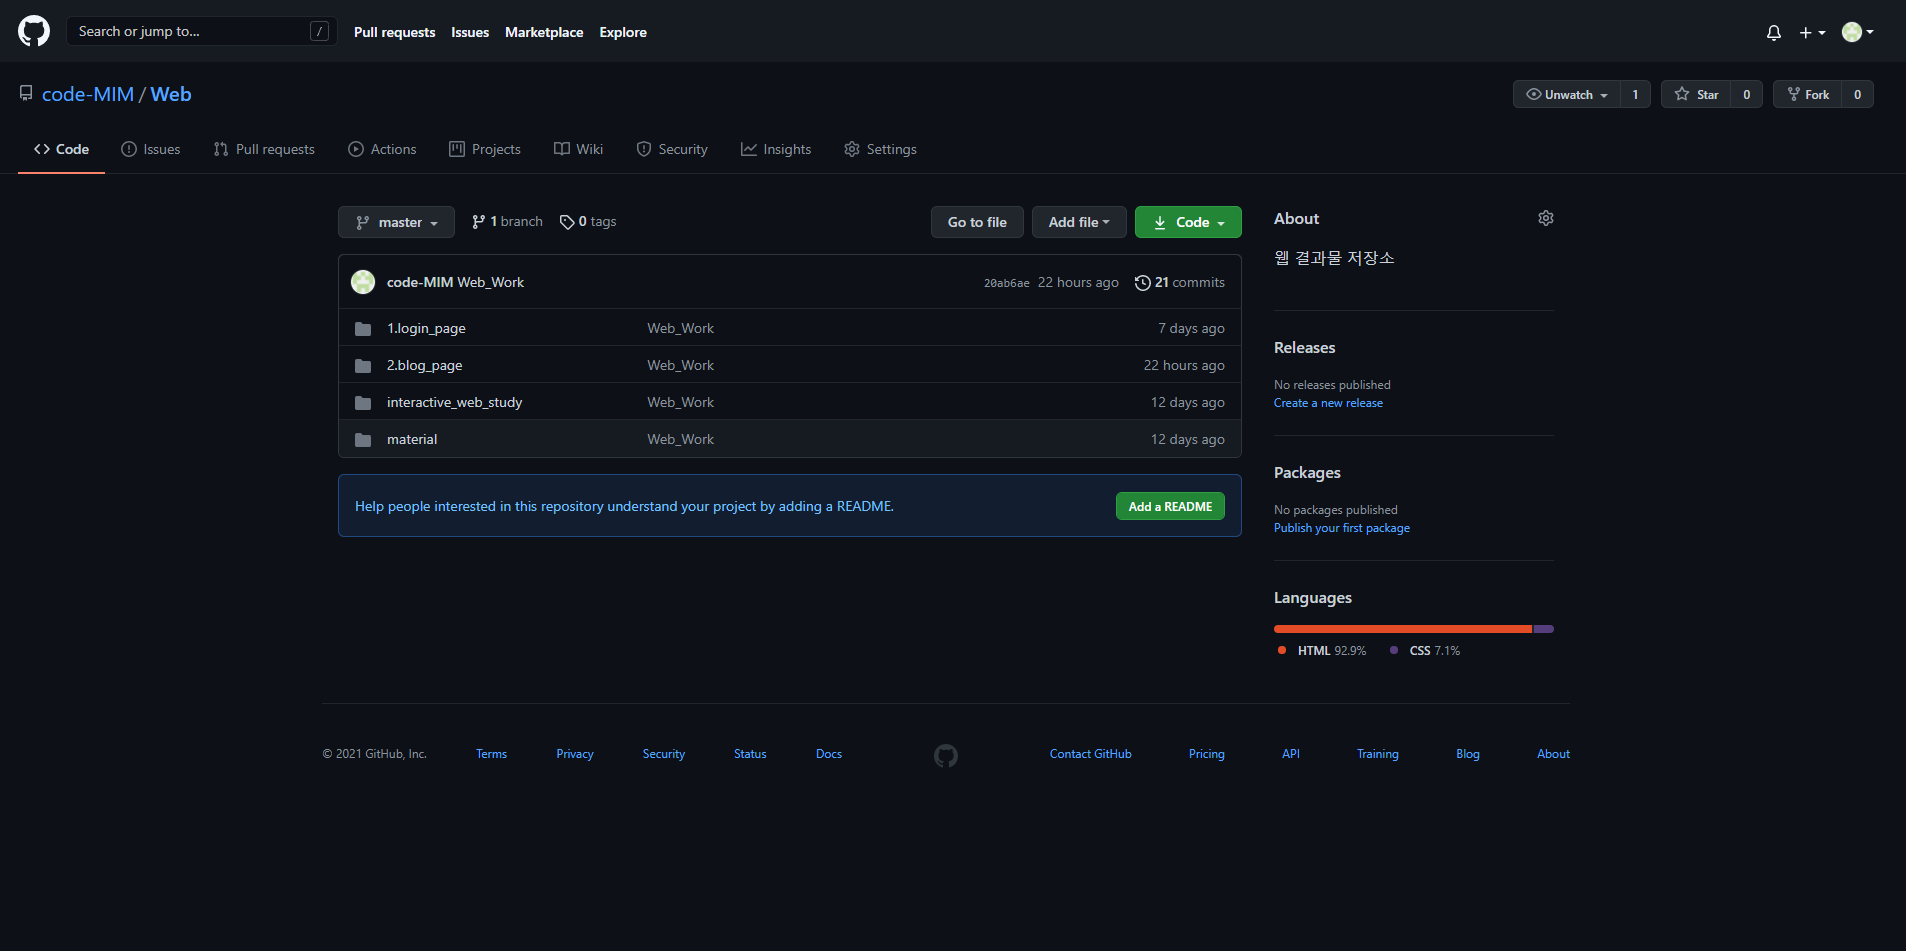 Search or jump to... /
Pull requests Issues Marketplace Explore
code-MIM / Web
Unwatch 1 Star 0 Fork 0
Code Issues Pull requests Actions Projects Wiki Security Insights Settings
master 1 branch 0 tags Go to file Add file Code
code-MIM Web_Work 20ab6ae 22 hours ago 21 commits
1.login_page Web_Work 7 days ago
2.blog_page Web_Work 22 hours ago
interactive_web_study Web_Work 12 days ago
material Web_Work 12 days ago
Help people interested in this repository understand your project by adding a README. Add a README
About
웹 결과물 저장소
Releases
No releases published
Create a new release
Packages
No packages published
Publish your first package
Languages
HTML 92.9% CSS 7.1%
© 2021 GitHub, Inc. Terms Privacy Security Status Docs Contact GitHub Pricing API Training Blog About